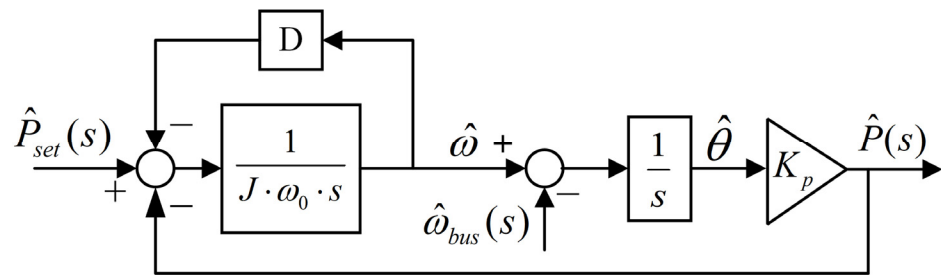 D
P̂set(s)
+
−
−
1
J·ω0·s
ω̂
+
−
ω̂bus(s)
1
s
θ̂
Kp
P̂(s)